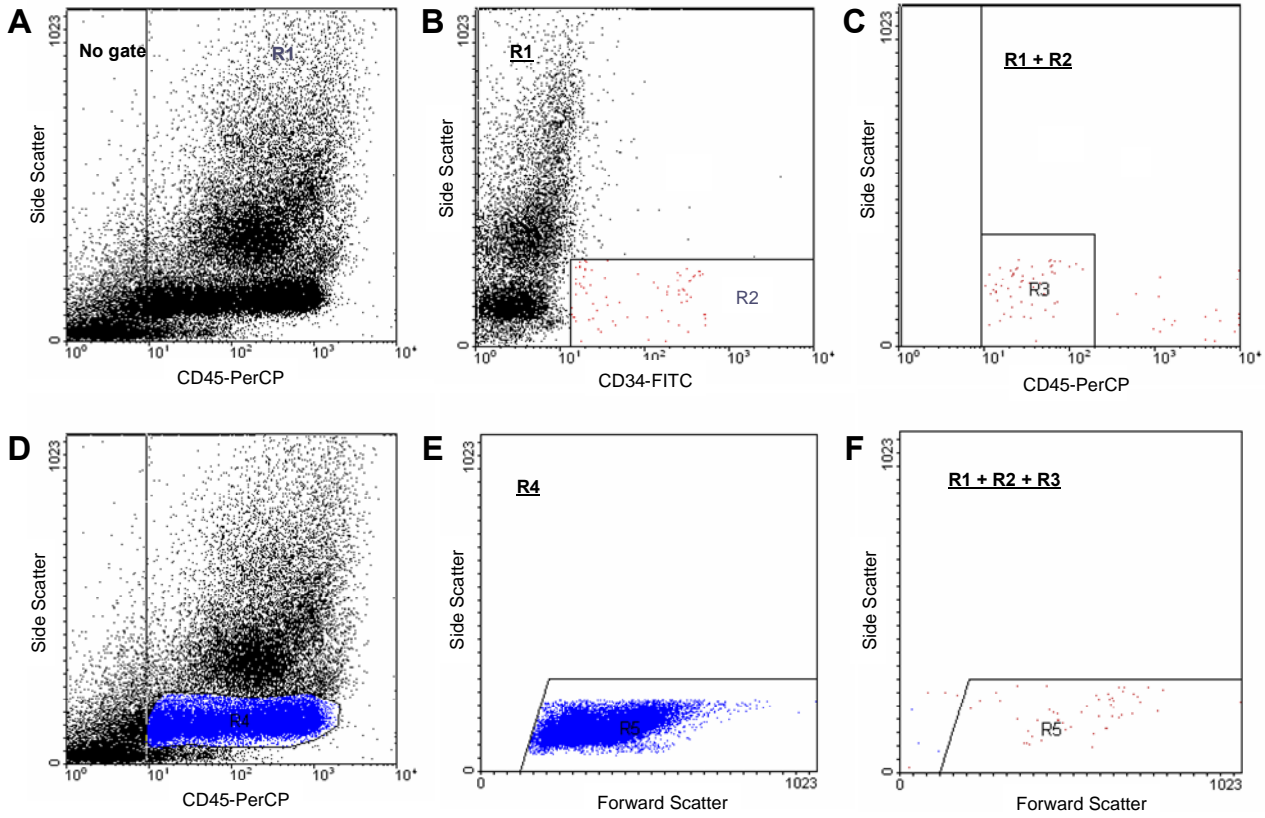 A
No gate
R1
1023
Side Scatter
0
10⁰ 10¹ 10² 10³ 10⁴
CD45-PerCP
B
R1
R2
1023
Side Scatter
0
10⁰ 10¹ 10² 10³ 10⁴
CD34-FITC
C
R1 + R2
R3
1023
Side Scatter
0
10⁰ 10¹ 10² 10³ 10⁴
CD45-PerCP
D
R4
1023
Side Scatter
0
10⁰ 10¹ 10² 10³ 10⁴
CD45-PerCP
E
R4
R5
1023
Side Scatter
0
0 1023
Forward Scatter
F
R1 + R2 + R3
R5
1023
Side Scatter
0
0 1023
Forward Scatter